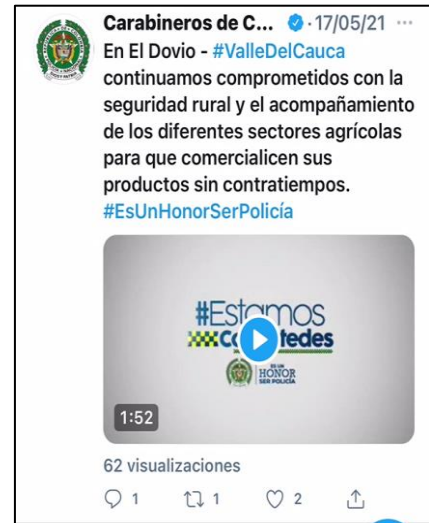 Carabineros de C... · 17/05/21 ...
En El Dovio - #ValleDelCauca
continuamos comprometidos con la
seguridad rural y el acompañamiento
de los diferentes sectores agrícolas
para que comercialicen sus
productos sin contratiempos.
#EsUnHonorSerPolicía
#Estamos
ES UN
HONOR
SER POLICÍA
1:52
62 visualizaciones
1 1 2